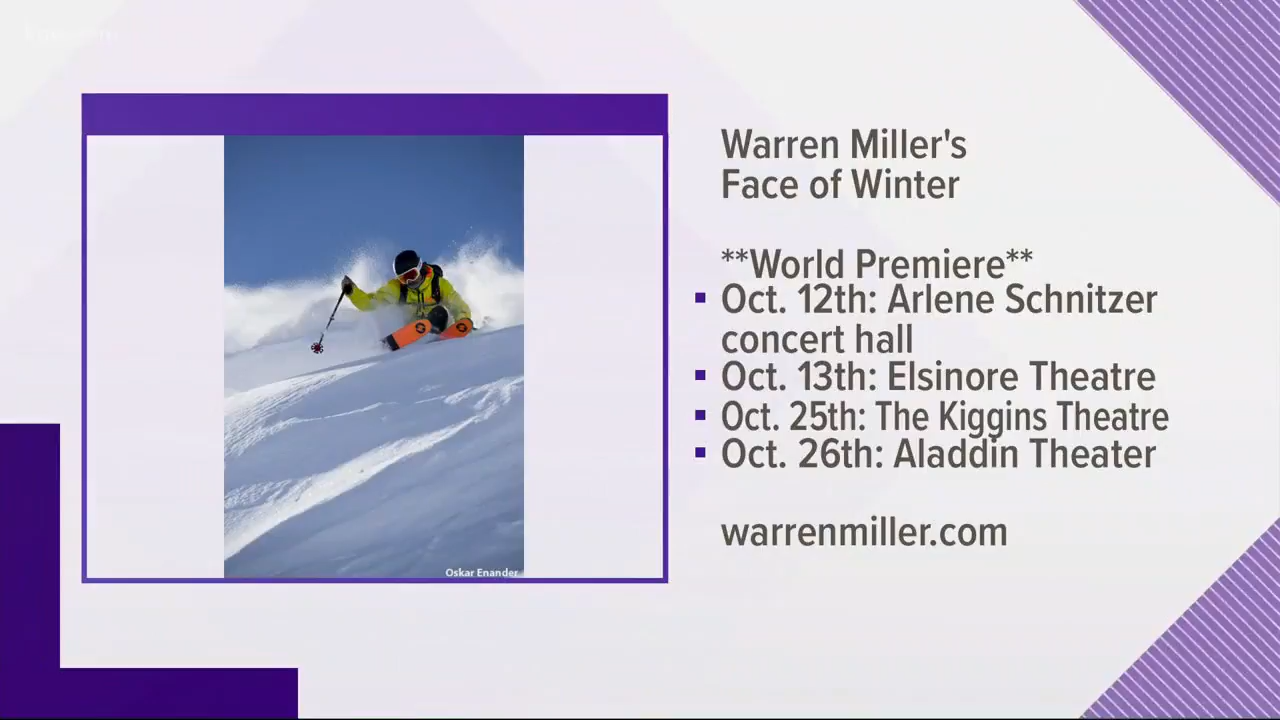 Warren Miller's
Face of Winter
**World Premiere**
▪ Oct. 12th: Arlene Schnitzer
concert hall
▪ Oct. 13th: Elsinore Theatre
▪ Oct. 25th: The Kiggins Theatre
▪ Oct. 26th: Aladdin Theater
warrenmiller.com
Oskar Enander